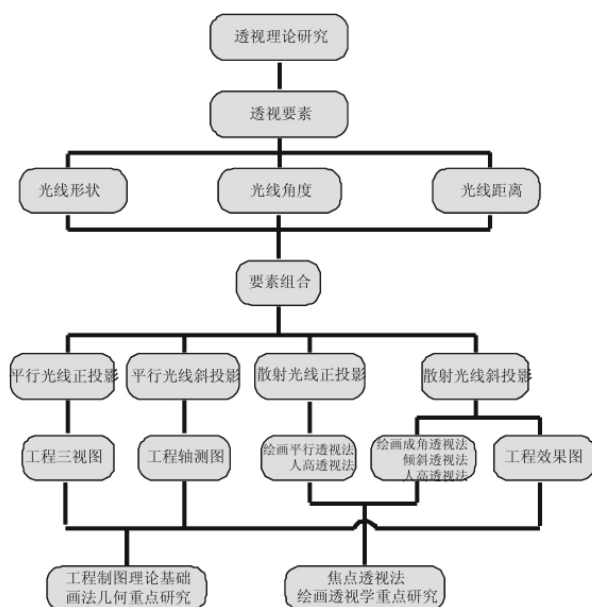 透视理论研究
透视要素
光线形状
光线角度
光线距离
要素组合
平行光线正投影
平行光线斜投影
散射光线正投影
散射光线斜投影
工程三视图
工程轴测图
绘画平行透视法
人高透视法
绘画成角透视法
倾斜透视法
人高透视法
工程效果图
工程制图理论基础
画法几何重点研究
焦点透视法
绘画透视学重点研究